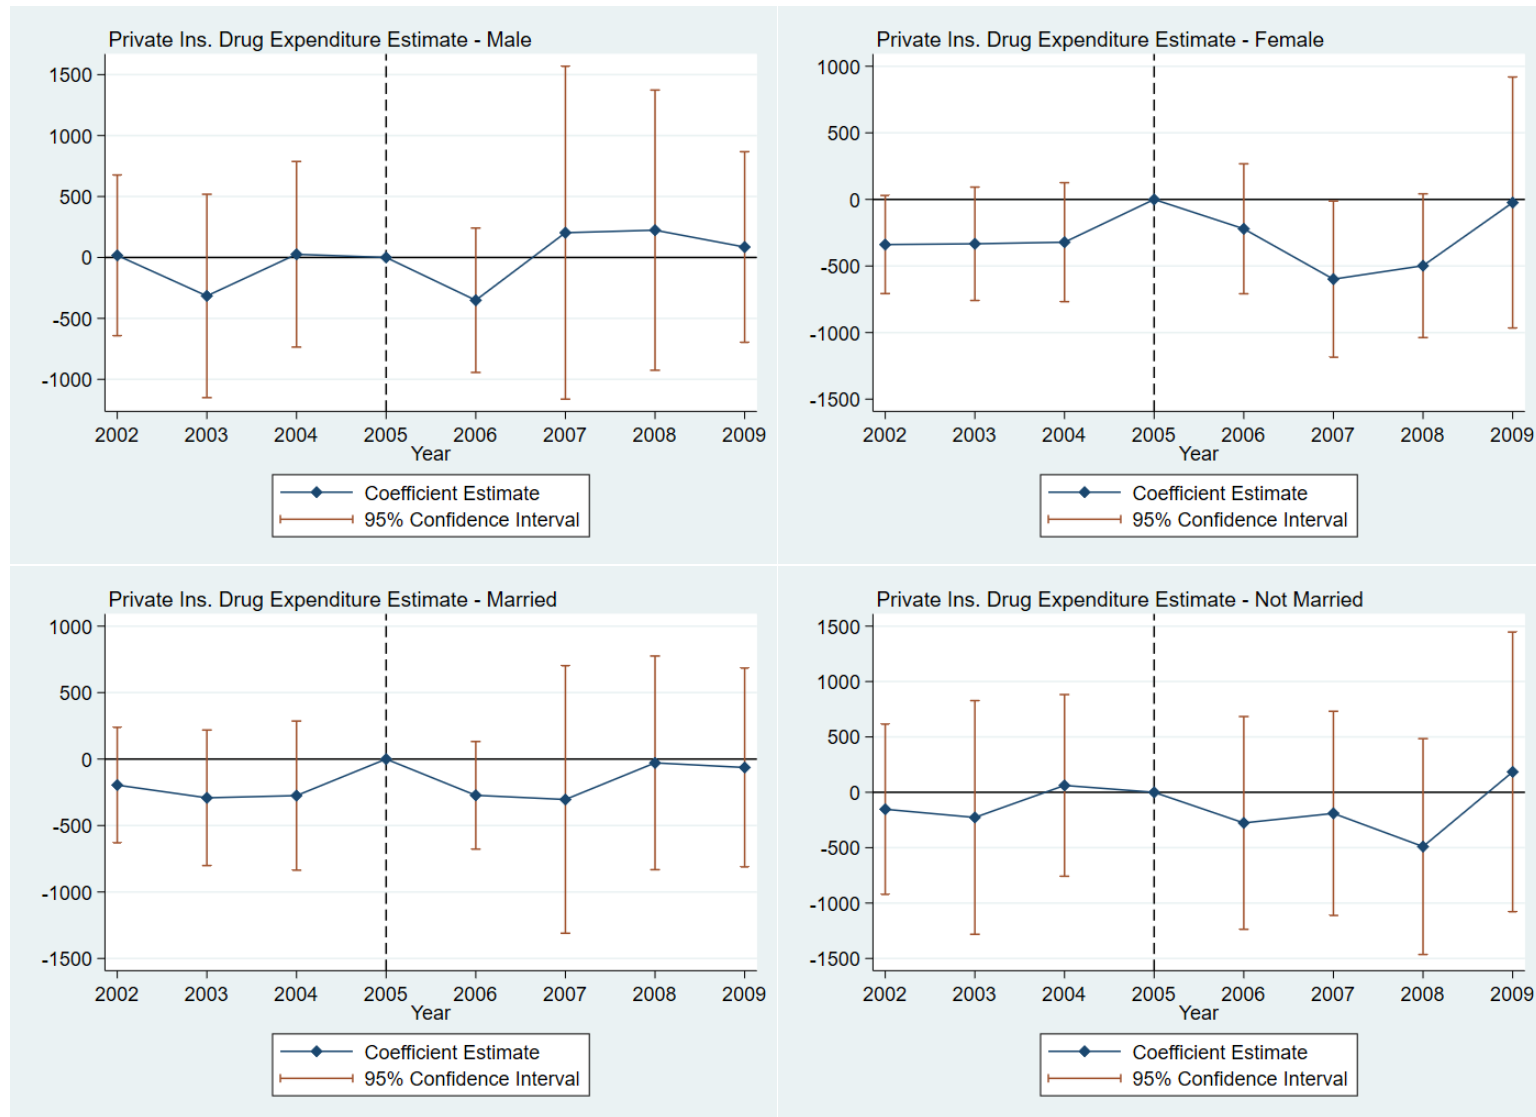 Private Ins. Drug Expenditure Estimate - Male
1500
1000
500
0
-500
-1000
2002 2003 2004 2005 2006 2007 2008 2009
Year
Coefficient Estimate
95% Confidence Interval
Private Ins. Drug Expenditure Estimate - Female
1000
500
0
-500
-1000
-1500
2002 2003 2004 2005 2006 2007 2008 2009
Year
Coefficient Estimate
95% Confidence Interval
Private Ins. Drug Expenditure Estimate - Married
1000
500
0
-500
-1000
-1500
2002 2003 2004 2005 2006 2007 2008 2009
Year
Coefficient Estimate
95% Confidence Interval
Private Ins. Drug Expenditure Estimate - Not Married
1500
1000
500
0
-500
-1000
-1500
2002 2003 2004 2005 2006 2007 2008 2009
Year
Coefficient Estimate
95% Confidence Interval